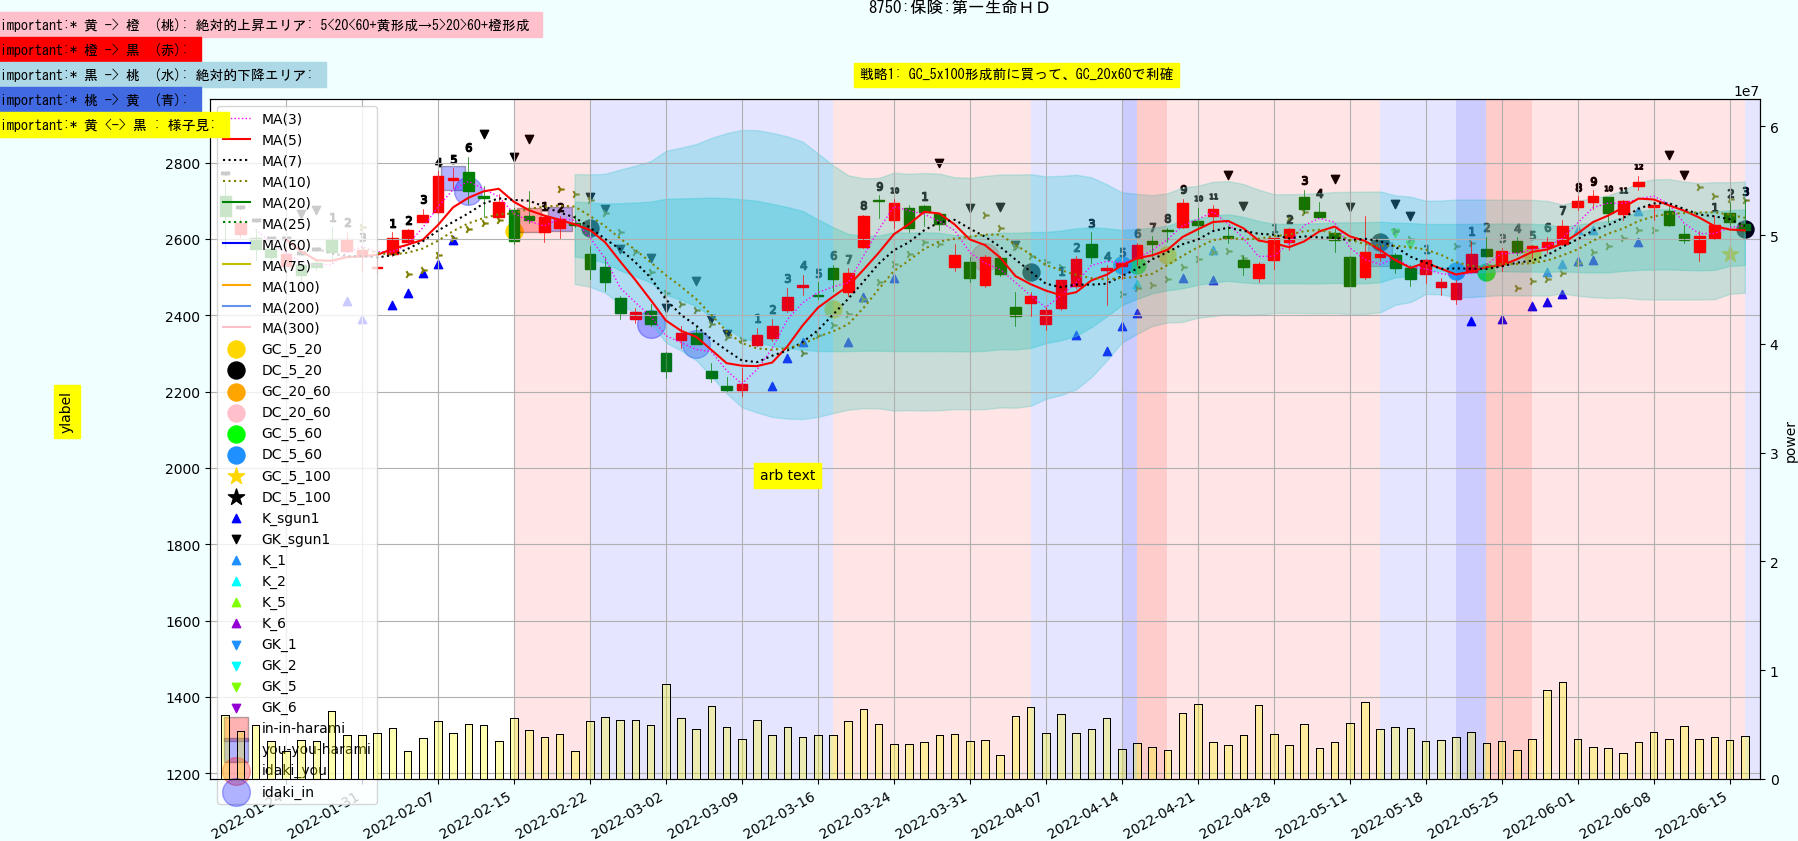 8750:保険:第一生命ＨＤ
important:* 黄 -> 橙 （桃）: 絶対的上昇エリア: 5<20<60+黄形成→5>20>60+橙形成
important:* 橙 -> 黒 （赤）:
important:* 黒 -> 桃 （水）: 絶対的下降エリア:
戦略1: GC_5x100形成前に買って、GC_20x60で利確
important:* 桃 -> 黄 （青）:
important:* 黄 <-> 黒 : 様子見:
1e7
MA(3)
MA(5)
MA(7)
MA(10)
MA(20)
MA(25)
MA(60)
MA(75)
MA(100)
MA(200)
MA(300)
GC_5_20
DC_5_20
GC_20_60
DC_20_60
GC_5_60
DC_5_60
GC_5_100
DC_5_100
K_sgun1
GK_sgun1
K_1
K_2
K_5
K_6
GK_1
GK_2
GK_5
GK_6
in-in-harami
you-you-harami
idaki_you
idaki_in
2800
2600
2400
2200
2000
1800
1600
1400
1200
ylabel
arb text
6
5
4
3
2
1
0
power
2022-01-24
2022-01-31
2022-02-07
2022-02-15
2022-02-22
2022-03-02
2022-03-09
2022-03-16
2022-03-24
2022-03-31
2022-04-07
2022-04-14
2022-04-21
2022-04-28
2022-05-11
2022-05-18
2022-05-25
2022-06-01
2022-06-08
2022-06-15